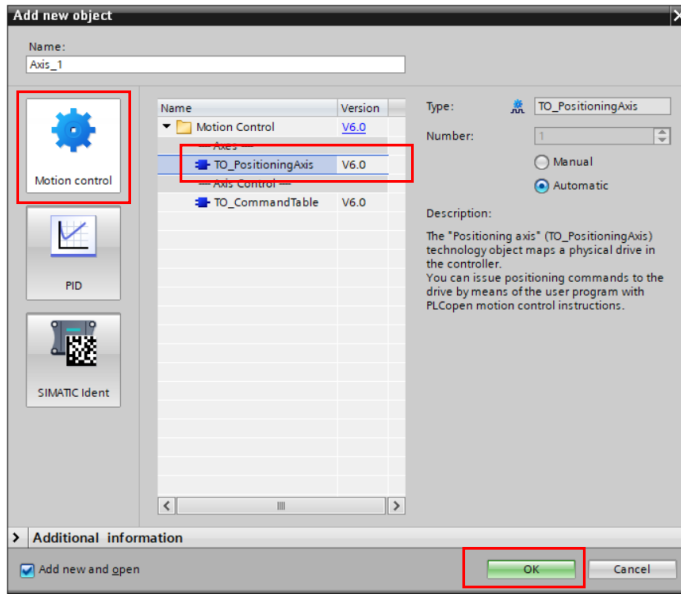 Add new object
Name:
Axis_1
Motion control
PID
SIMATIC Ident
Name Version
Motion Control V6.0
— Axes —
TO_PositioningAxis V6.0
— Axis Control —
TO_CommandTable V6.0
Type: TO_PositioningAxis
Number: 1
Manual
Automatic
Description:
The "Positioning axis" (TO_PositioningAxis)
technology object maps a physical drive in
the controller.
You can issue positioning commands to the
drive by means of the user program with
PLCopen motion control instructions.
Additional information
Add new and open
OK Cancel